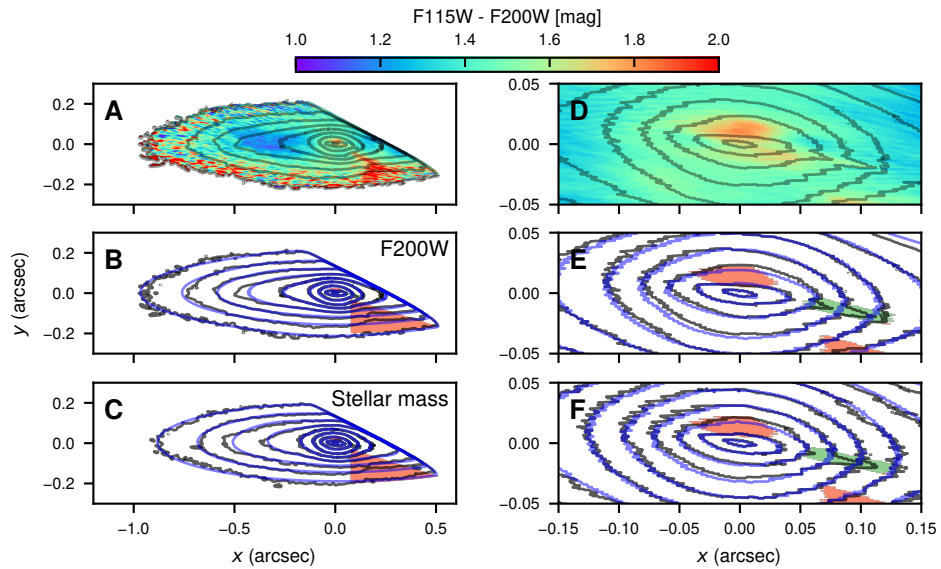 F115W - F200W [mag]
1.0 1.2 1.4 1.6 1.8 2.0
A
0.2
0.0
−0.2
D
0.05
0.00
−0.05
B
F200W
0.2
0.0
−0.2
E
0.05
0.00
−0.05
y (arcsec)
C
Stellar mass
0.2
0.0
−0.2
F
0.05
0.00
−0.05
−1.0 −0.5 0.0 0.5
−0.15 −0.10 −0.05 0.00 0.05 0.10 0.15
x (arcsec)
x (arcsec)